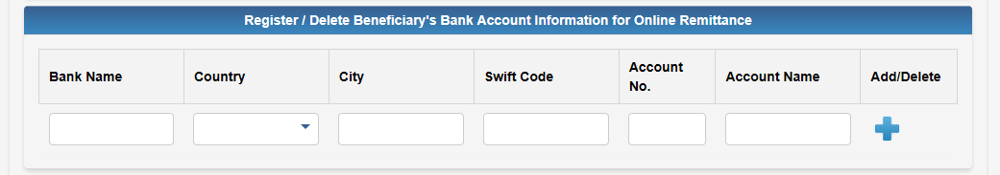 Register / Delete Beneficiary's Bank Account Information for Online Remittance
Bank Name
Country
City
Swift Code
Account
No.
Account Name
Add/Delete